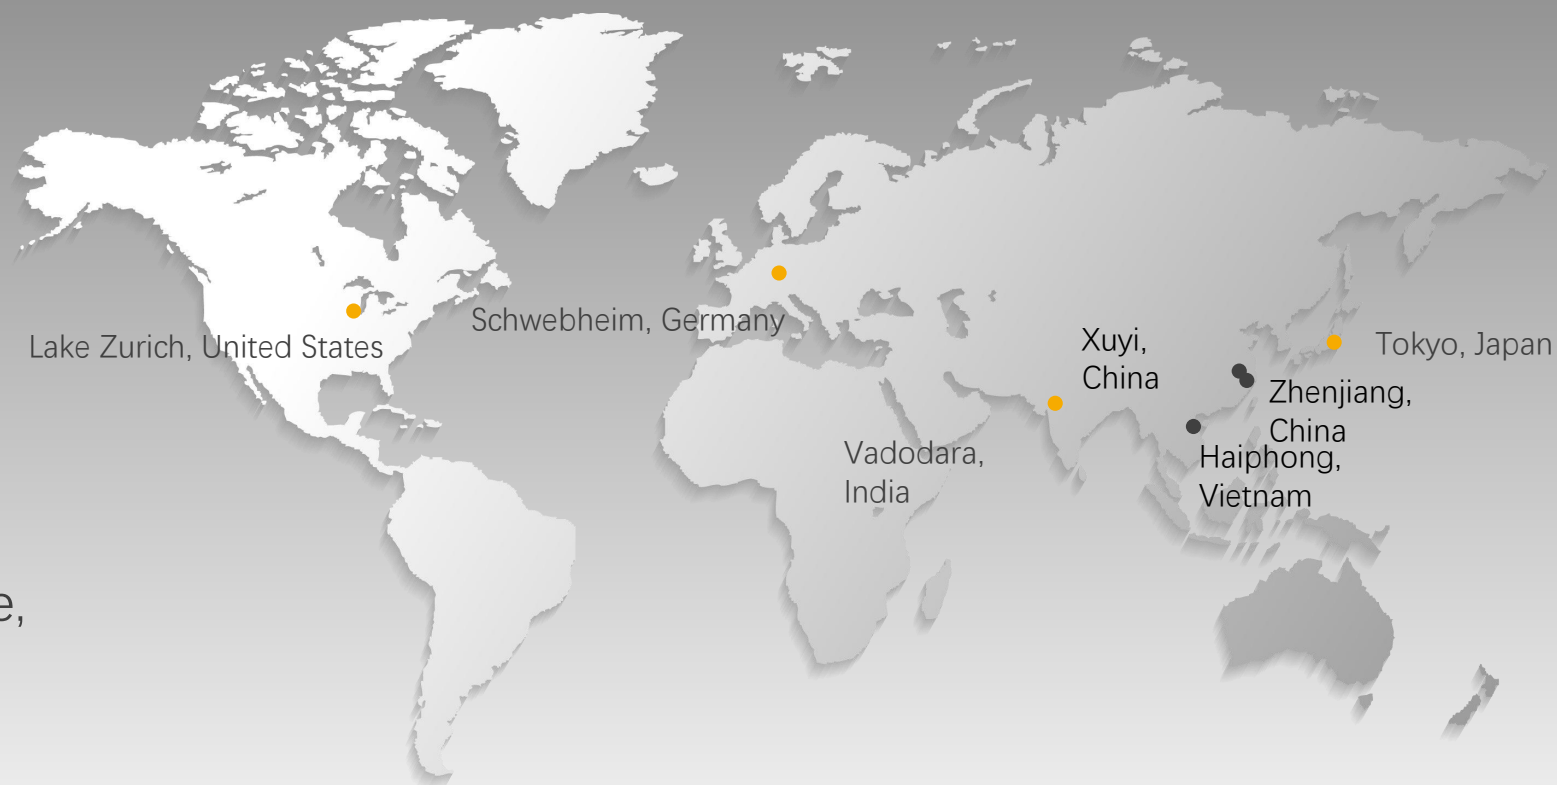 Schwebheim, Germany
Lake Zurich, United States
Xuyi,
China
Tokyo, Japan
Zhenjiang,
China
Vadodara,
India
Haiphong,
Vietnam
e,